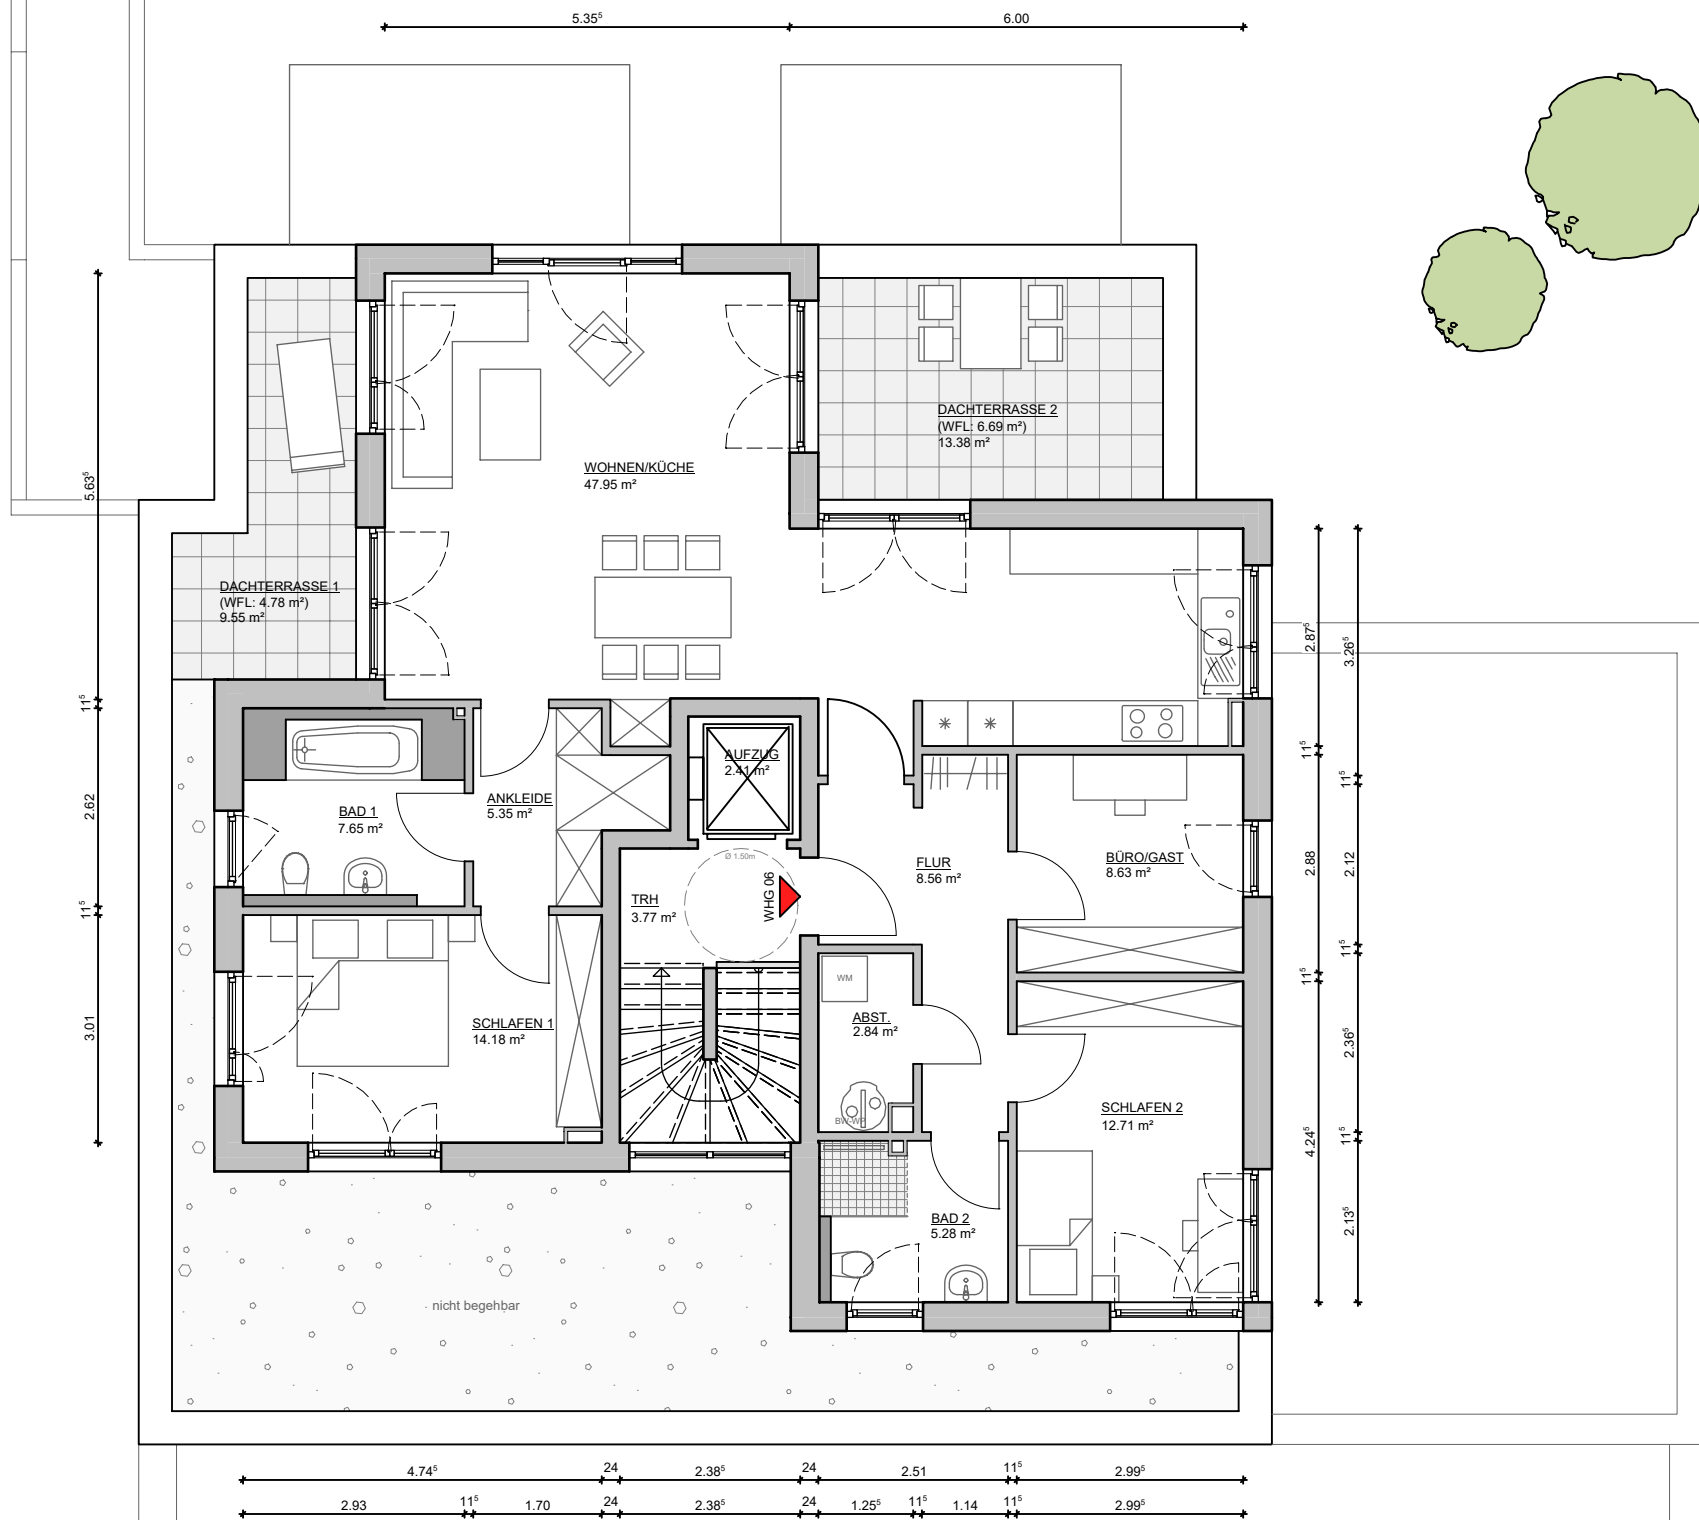 5.35⁵
6.00
DACHTERRASSE 2
(WFL: 6.69 m²)
13.38 m²
WOHNEN/KÜCHE
47.95 m²
DACHTERRASSE 1
(WFL: 4.78 m²)
9.55 m²
5.63⁵
11⁵
2.62
11⁵
3.01
AUFZUG
2.41 m²
ANKLEIDE
5.35 m²
BAD 1
7.65 m²
Ø 1.50m
FLUR
8.56 m²
BÜRO/GAST
8.63 m²
TRH
3.77 m²
WHG 06
WM
ABST.
2.84 m²
BW-WP
SCHLAFEN 1
14.18 m²
SCHLAFEN 2
12.71 m²
BAD 2
5.28 m²
nicht begehbar
2.87⁵
11⁵
2.88
11⁵
4.24⁵
3.26⁵
11⁵
2.12
11⁵
2.36⁵
11⁵
2.13⁵
4.74⁵ 24 2.38⁵ 24 2.51 11⁵ 2.99⁵
2.93 11⁵ 1.70 24 2.38⁵ 24 1.25⁵ 11⁵ 1.14 11⁵ 2.99⁵